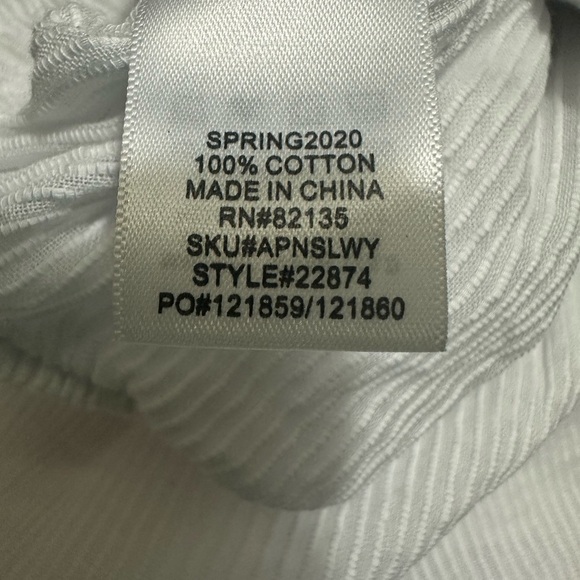 SPRING2020
100% COTTON
MADE IN CHINA
RN#82135
SKU#APNSLWY
STYLE#22874
PO#121859/121860